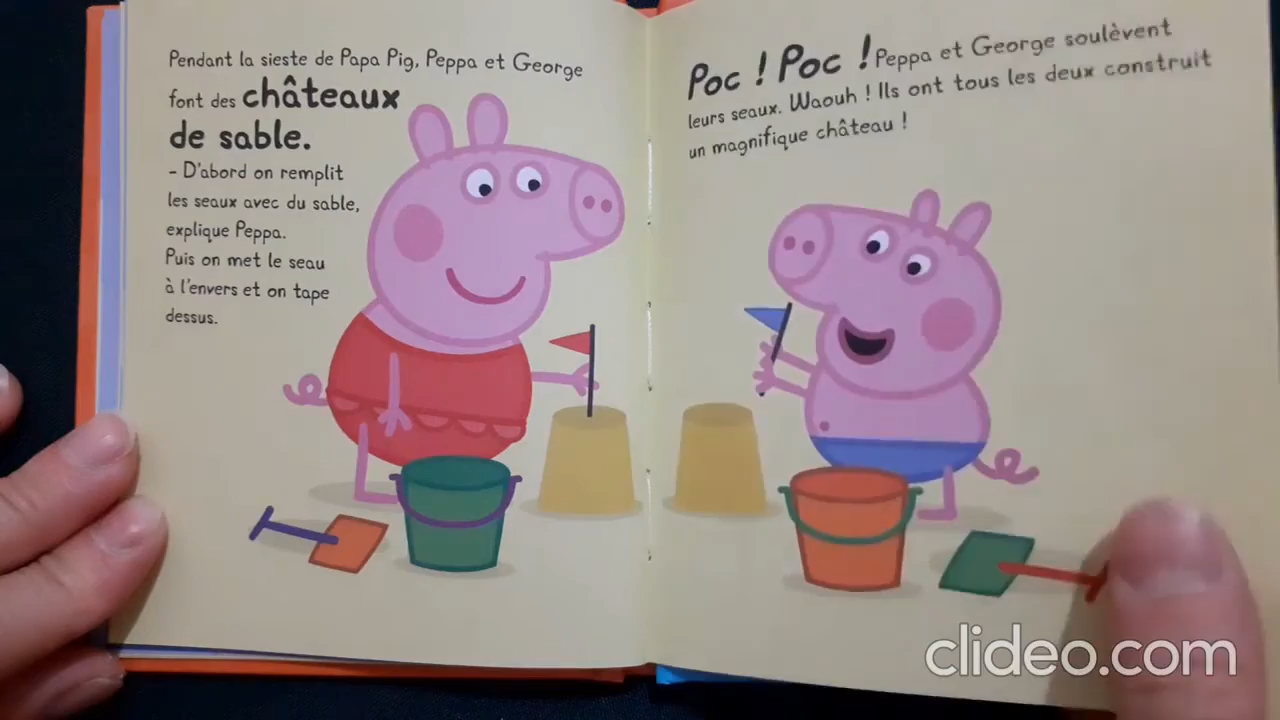 Pendant la sieste de Papa Pig, Peppa et George
font des châteaux
de sable.
- D'abord on remplit
les seaux avec du sable,
explique Peppa.
Puis on met le seau
à l'envers et on tape
dessus.
Poc ! Poc ! Peppa et George soulèvent
leurs seaux. Waouh ! Ils ont tous les deux construit
un magnifique château !
clideo.com